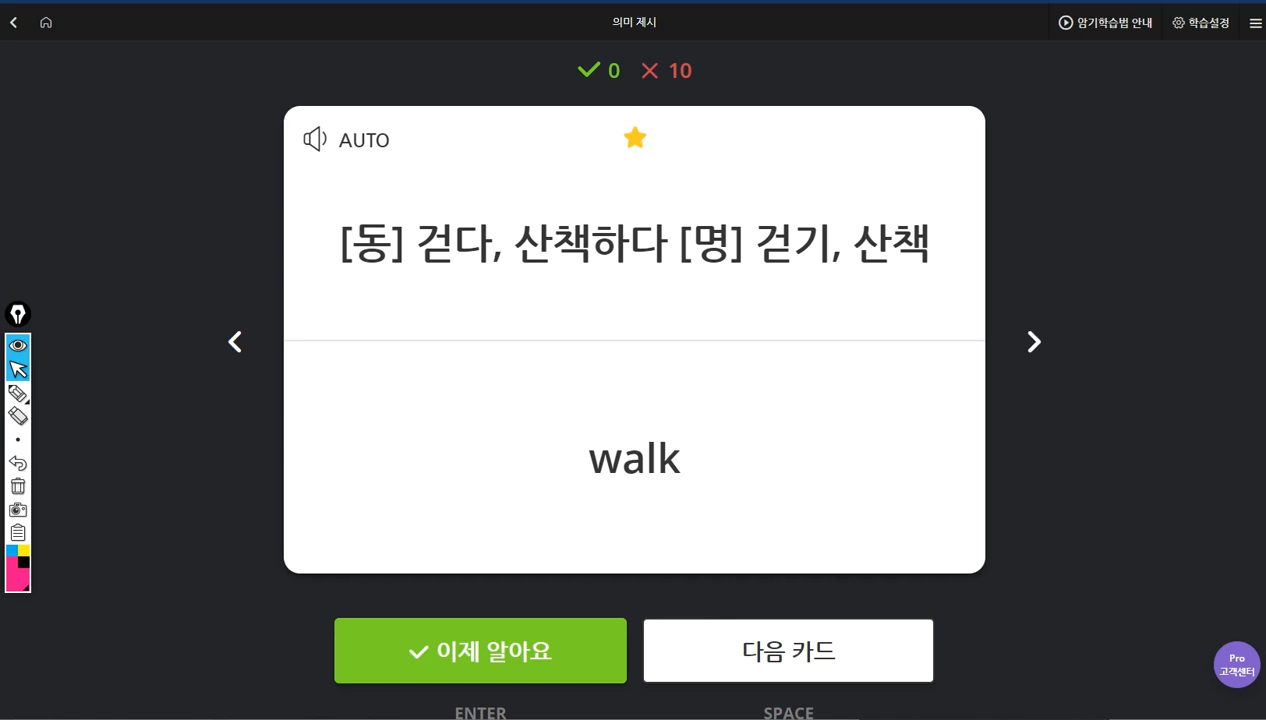 의미 제시
암기학습법 안내
학습설정
0
10
AUTO
[동] 걷다, 산책하다 [명] 걷기, 산책
walk
이제 알아요
다음 카드
ENTER
SPACE
Pro
고객센터